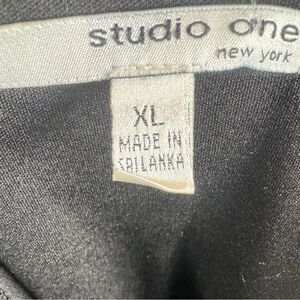 studio one
new york
XL
MADE IN
SRILANKA